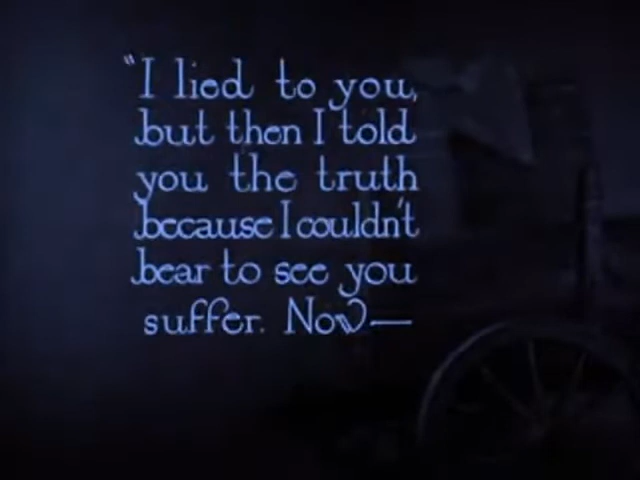 "I lied to you,
but then I told
you the truth
because I couldn't
bear to see you
suffer. Now—